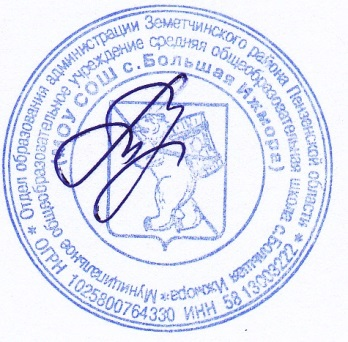 * Отдел образования администрации Земетчинского района Пензенской области *
ОГРН 1025800764330 ИНН 5813003222
Муниципальное общеобразовательное учреждение средняя общеобразовательная школа с.Большая Ижмора *
(МОУ СОШ с.Большая Ижмора)